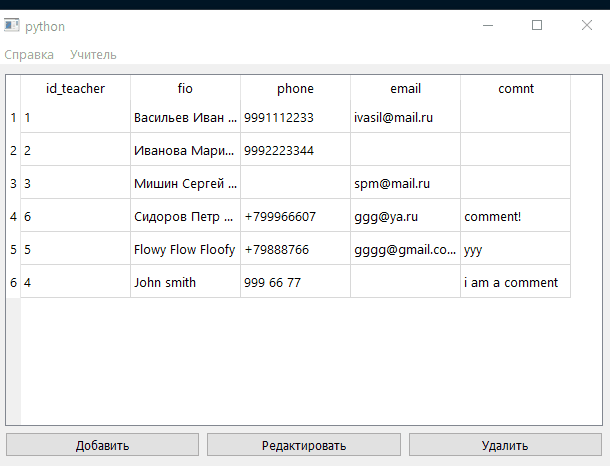 python
Справка Учитель
id_teacher fio phone email comnt
1 1 Васильев Иван ... 9991112233 ivasil@mail.ru
2 2 Иванова Мари... 9992223344
3 3 Мишин Сергей ... spm@mail.ru
4 6 Сидоров Петр ... +799966607 ggg@ya.ru comment!
5 5 Flowy Flow Floofy +79888766 gggg@gmail.co... yyy
6 4 John smith 999 66 77 i am a comment
Добавить Редактировать Удалить